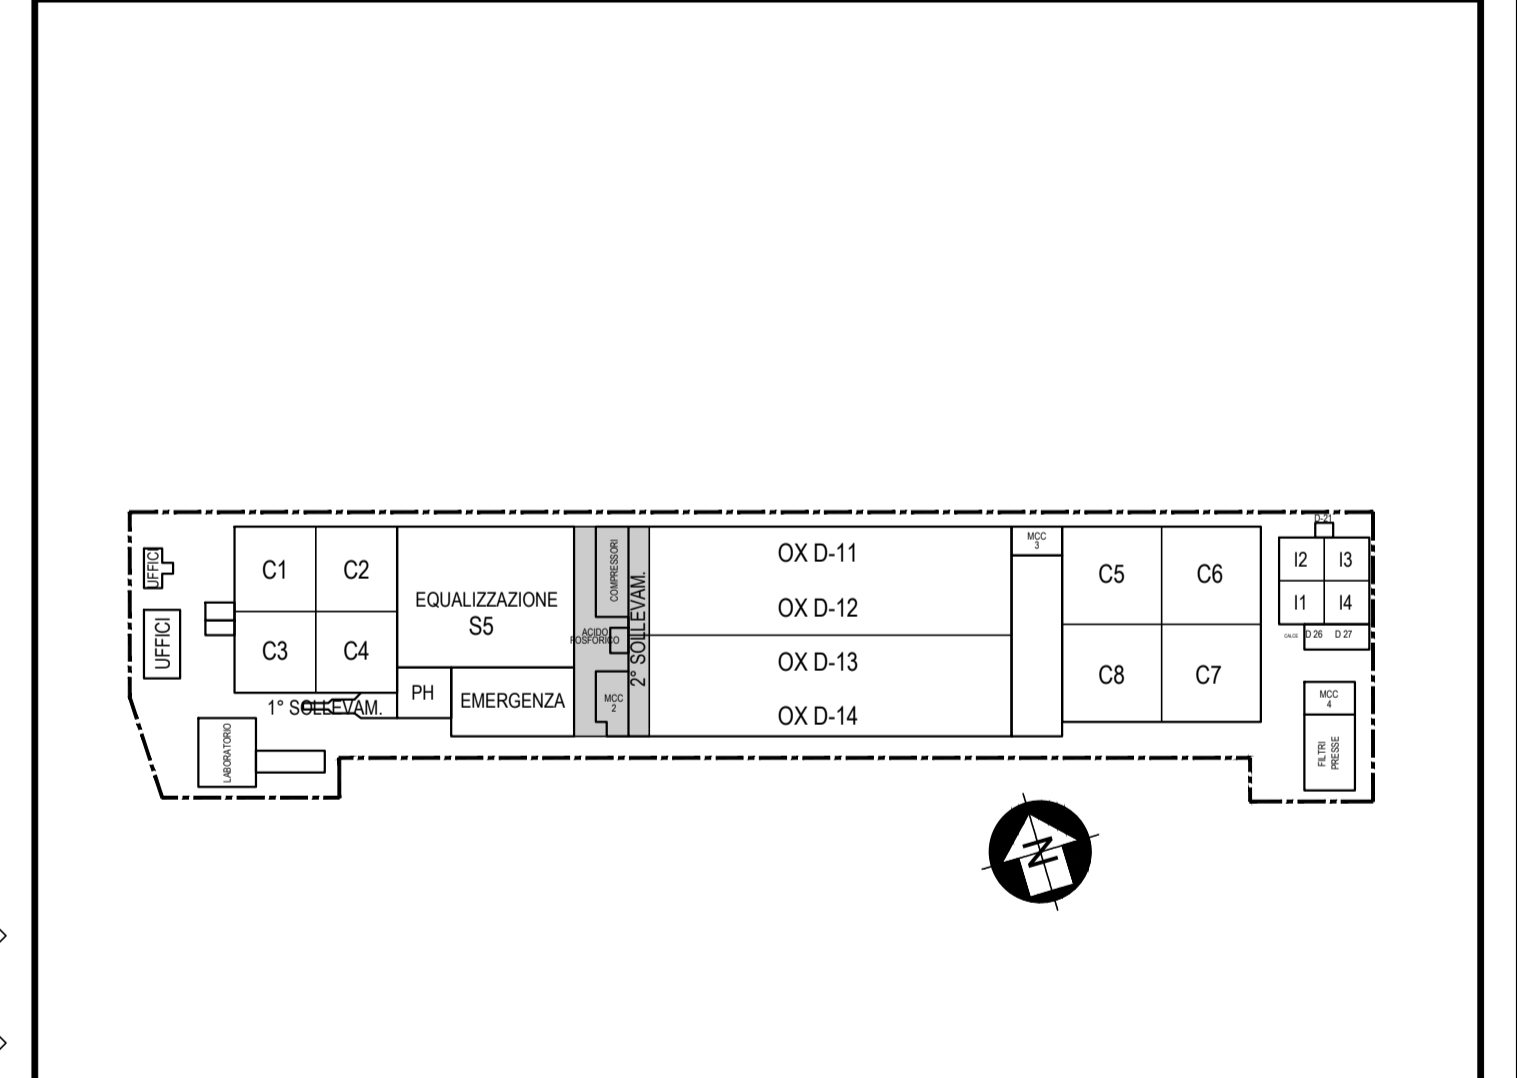 D-21
UFFICI
C1
C2
EQUALIZZAZIONE
S5
COMPRESSORI
ACIDO
FOSFORICO
2° SOLLEVAM.
OX D-11
OX D-12
OX D-13
OX D-14
MCC
3
C5
C6
I2
I3
I1
I4
CALCE
D 26
D 27
UFFICI
C3
C4
PH
EMERGENZA
MCC
2
C8
C7
MCC
4
1° SOLLEVAM.
LABORATORIO
FILTRI
PRESSE
N